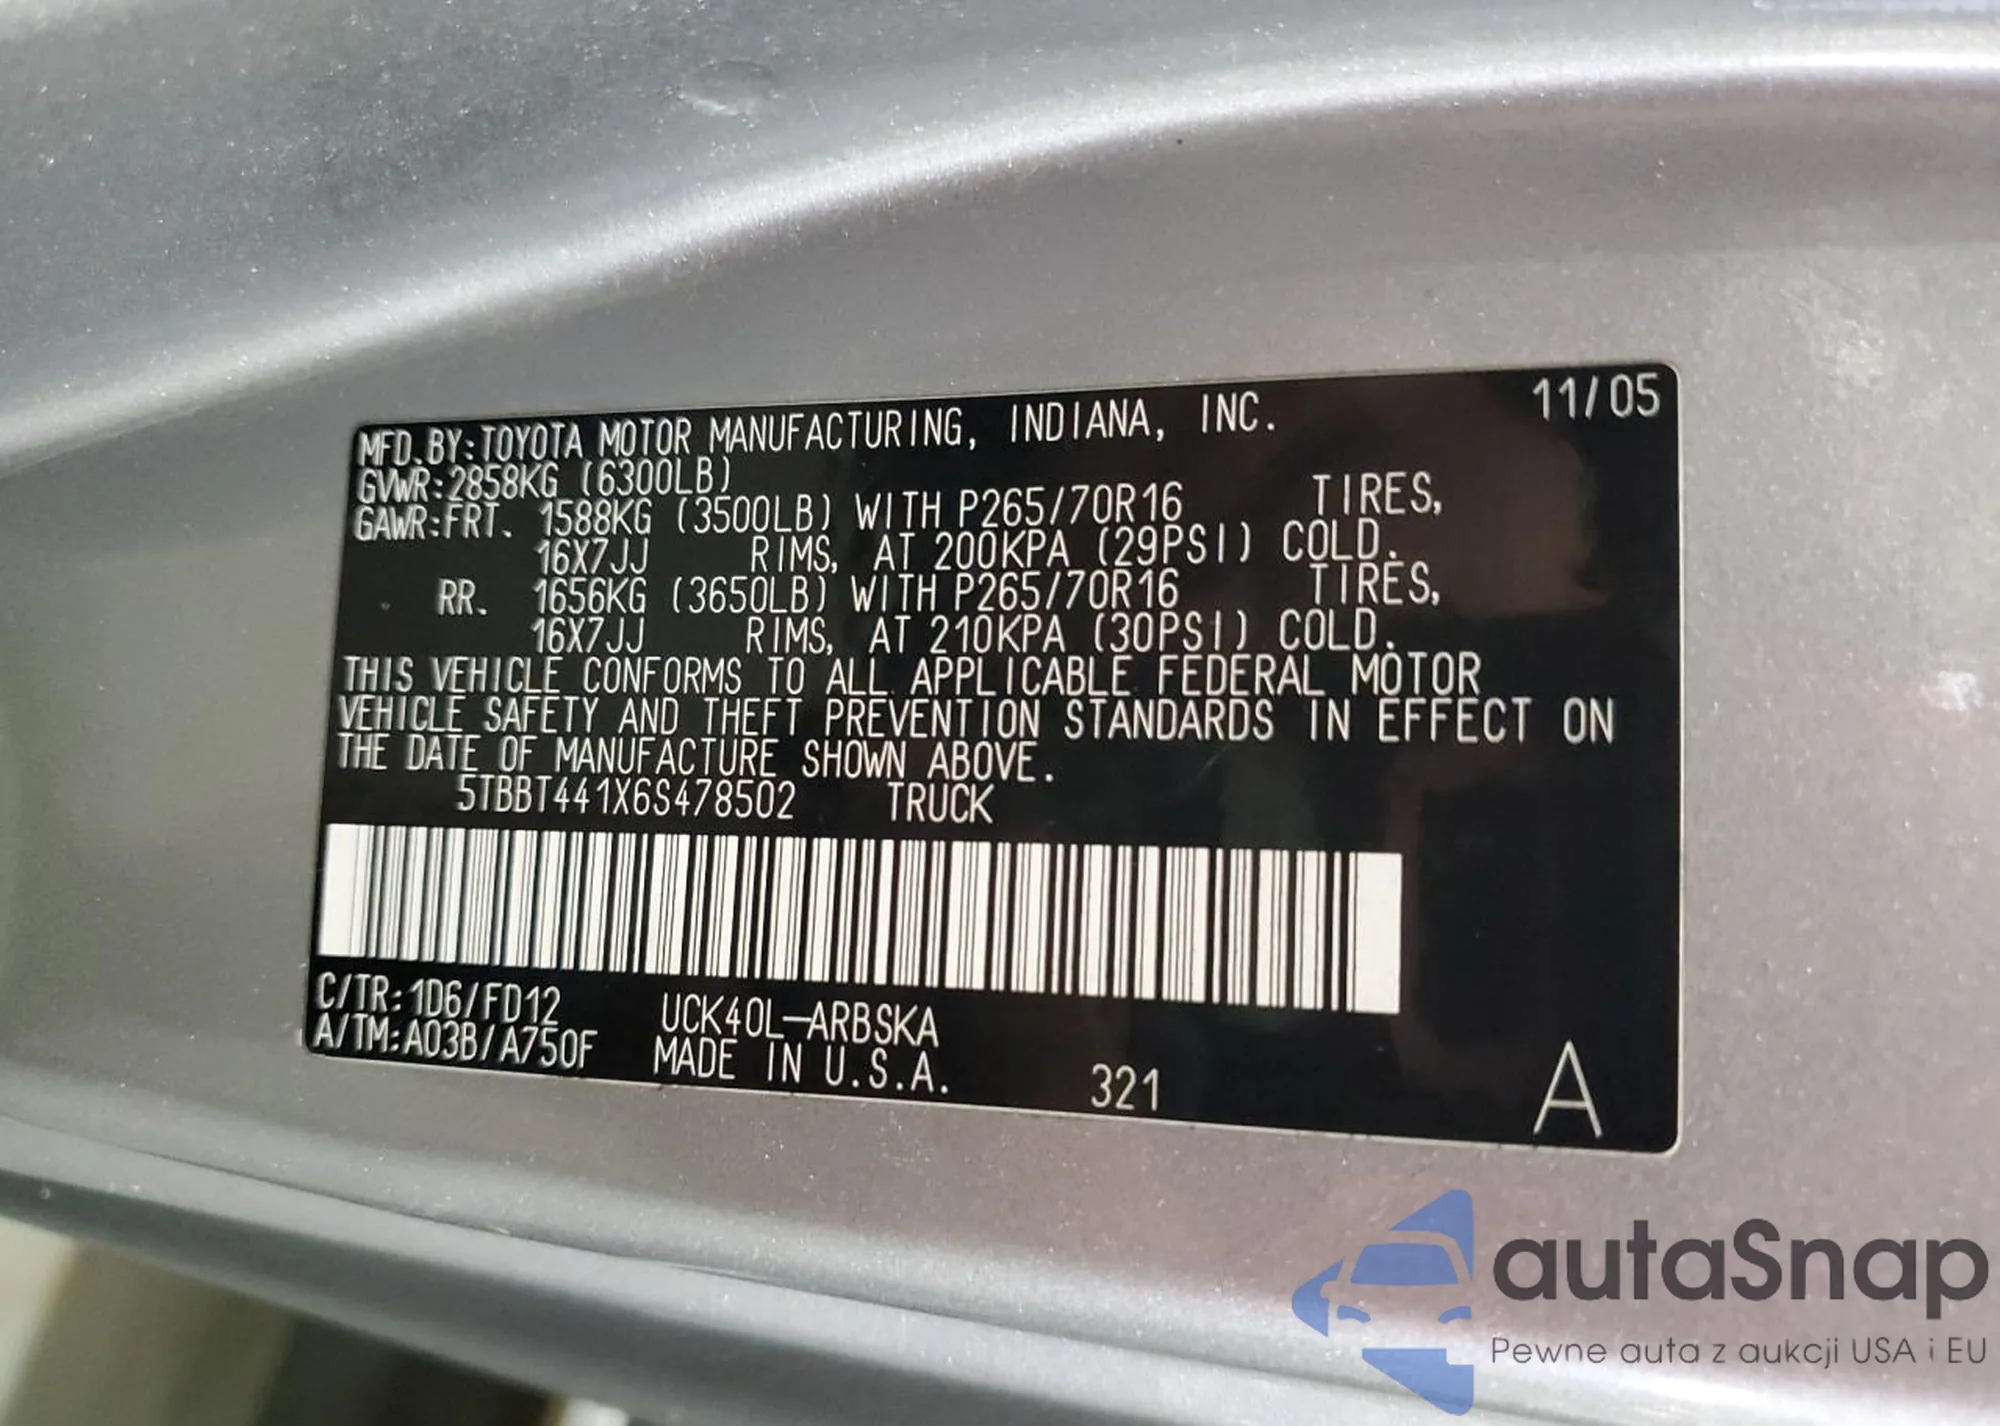 11/05
MFD.BY:TOYOTA MOTOR MANUFACTURING, INDIANA, INC.
GVWR:2858KG (6300LB)
GAWR:FRT. 1588KG (3500LB) WITH P265/70R16 TIRES,
16X7JJ RIMS, AT 200KPA (29PSI) COLD.
RR. 1656KG (3650LB) WITH P265/70R16 TIRES,
16X7JJ RIMS, AT 210KPA (30PSI) COLD.
THIS VEHICLE CONFORMS TO ALL APPLICABLE FEDERAL MOTOR
VEHICLE SAFETY AND THEFT PREVENTION STANDARDS IN EFFECT ON
THE DATE OF MANUFACTURE SHOWN ABOVE.
5TBBT441X6S478502 TRUCK
C/TR:1D6/FD12 UCK40L-ARBSKA
A/TM:A03B/A750F MADE IN U.S.A. 321 A
autaSnap
Pewne auta z aukcji USA i EU